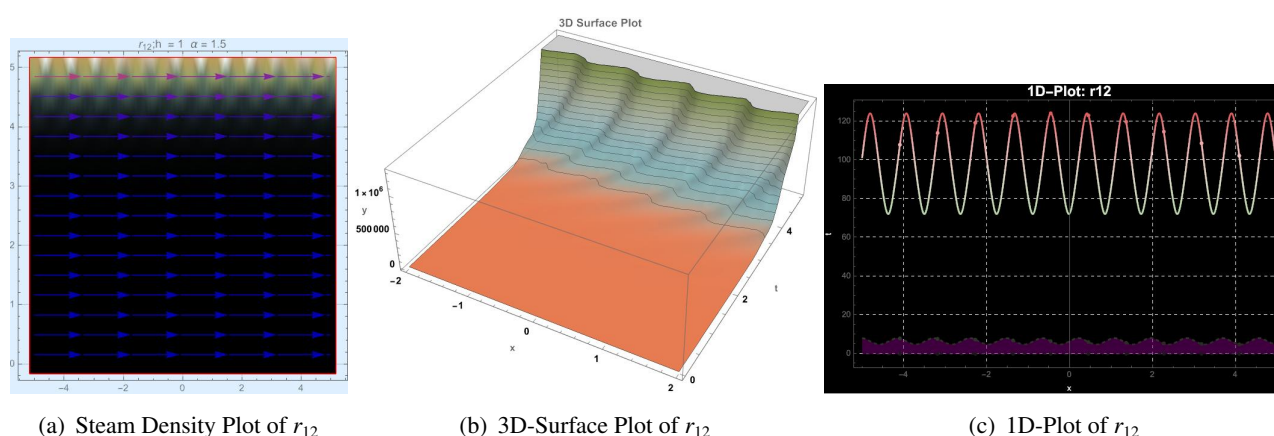 r12;h = 1 α = 1.5
5
4
3
2
1
0
−4 −2 0 2 4
3D Surface Plot
1 × 10⁶
y
500 000
0
−2
−1
0
1
2
x
0
2
4
t
1D–Plot: r12
120
100
80
60
40
20
0
t
−4 −2 0 2 4
x
(a) Steam Density Plot of r₁₂
(b) 3D-Surface Plot of r₁₂
(c) 1D-Plot of r₁₂